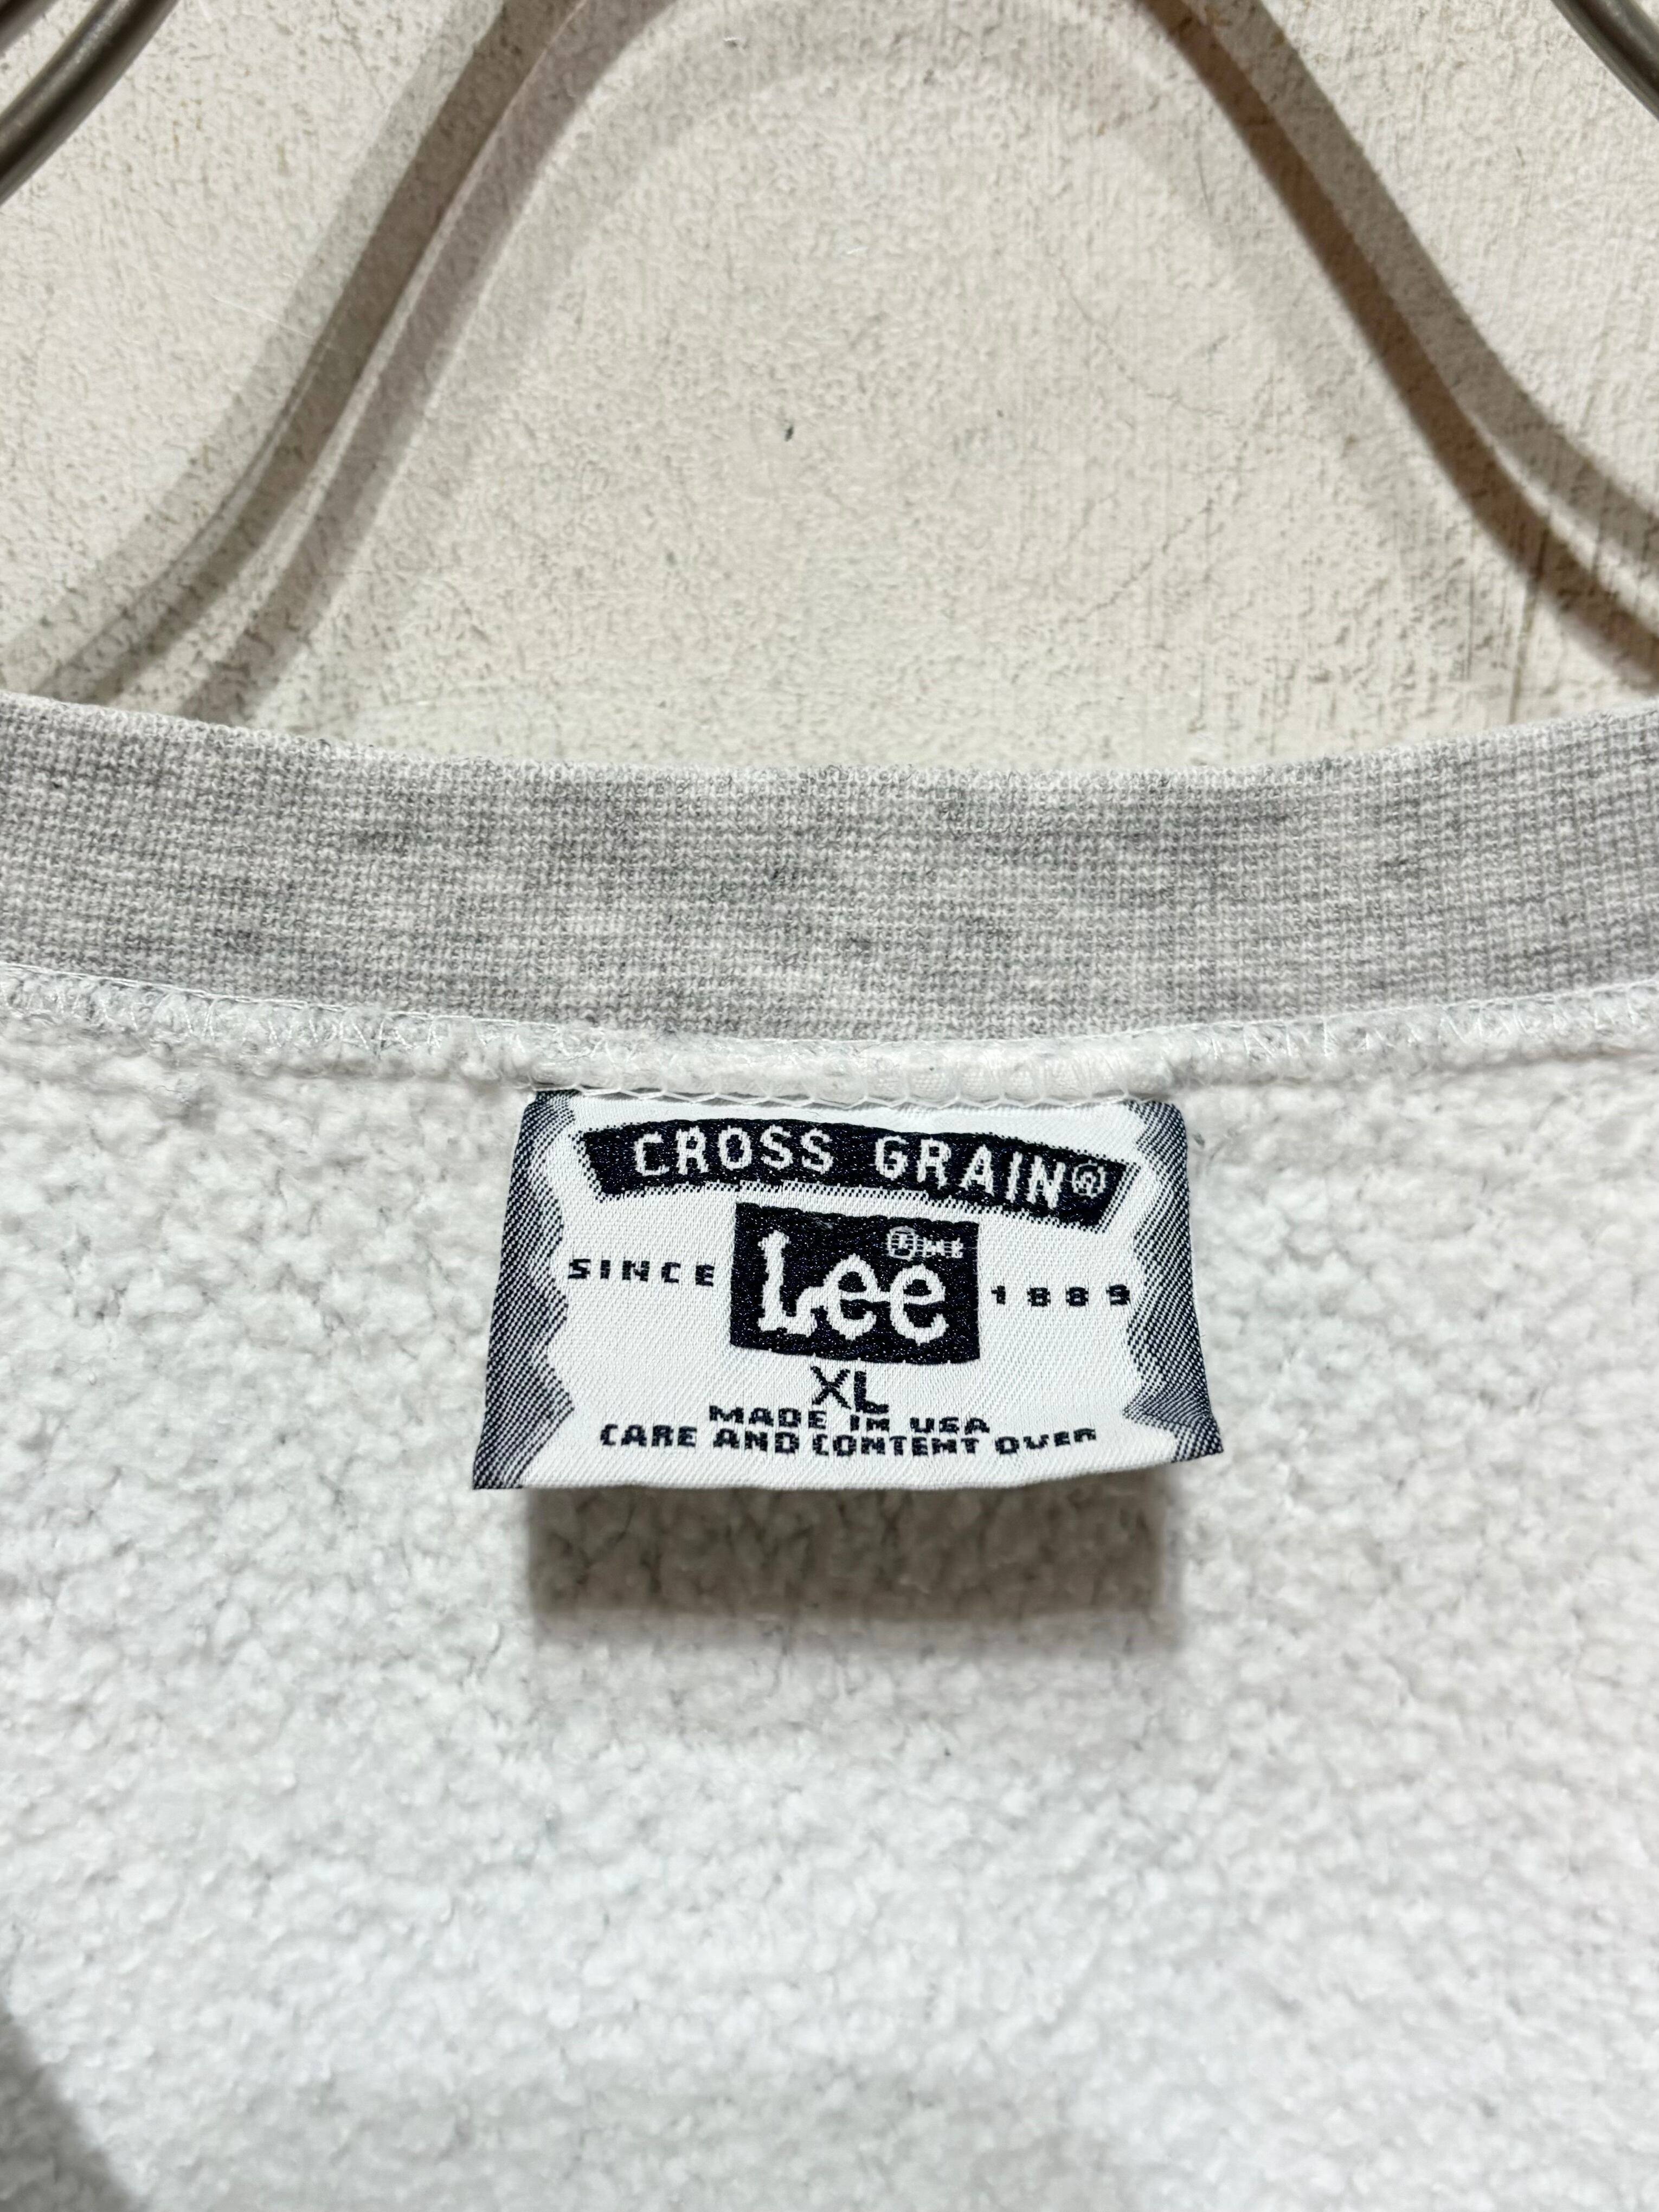 CROSS GRAIN®
SINCE Lee 1889
XL
MADE IN USA
CARE AND CONTENT OVER